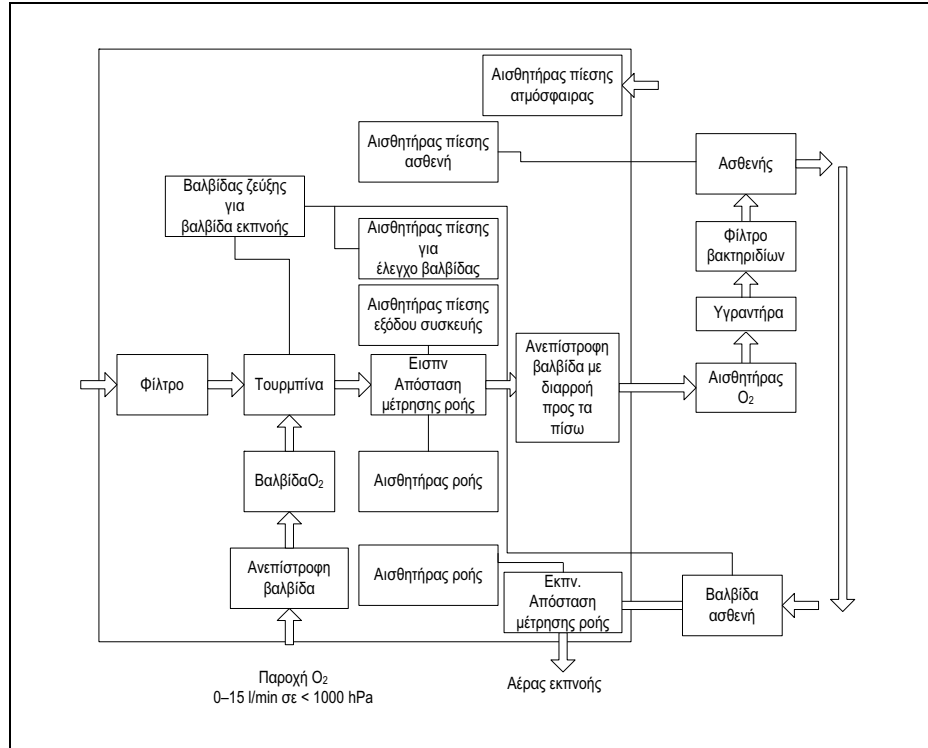 Αισθητήρας πίεσης
ατμόσφαιρας
Αισθητήρας πίεσης
ασθενή
Ασθενής
Βαλβίδας ζεύξης
για
βαλβίδα εκπνοής
Αισθητήρας πίεσης
για
έλεγχο βαλβίδας
Φίλτρο
βακτηριδίων
Αισθητήρας πίεσης
εξόδου συσκευής
Υγραντήρα
Φίλτρο
Τουρμπίνα
Εισπν
Απόσταση
μέτρησης ροής
Ανεπίστροφη
βαλβίδα με
διαρροή
προς τα
πίσω
Αισθητήρας
O₂
ΒαλβίδαO₂
Αισθητήρας ροής
Ανεπίστροφη
βαλβίδα
Αισθητήρας ροής
Εκπν.
Απόσταση
μέτρησης ροής
Βαλβίδα
ασθενή
Παροχή O₂
0–15 l/min σε < 1000 hPa
Αέρας εκπνοής